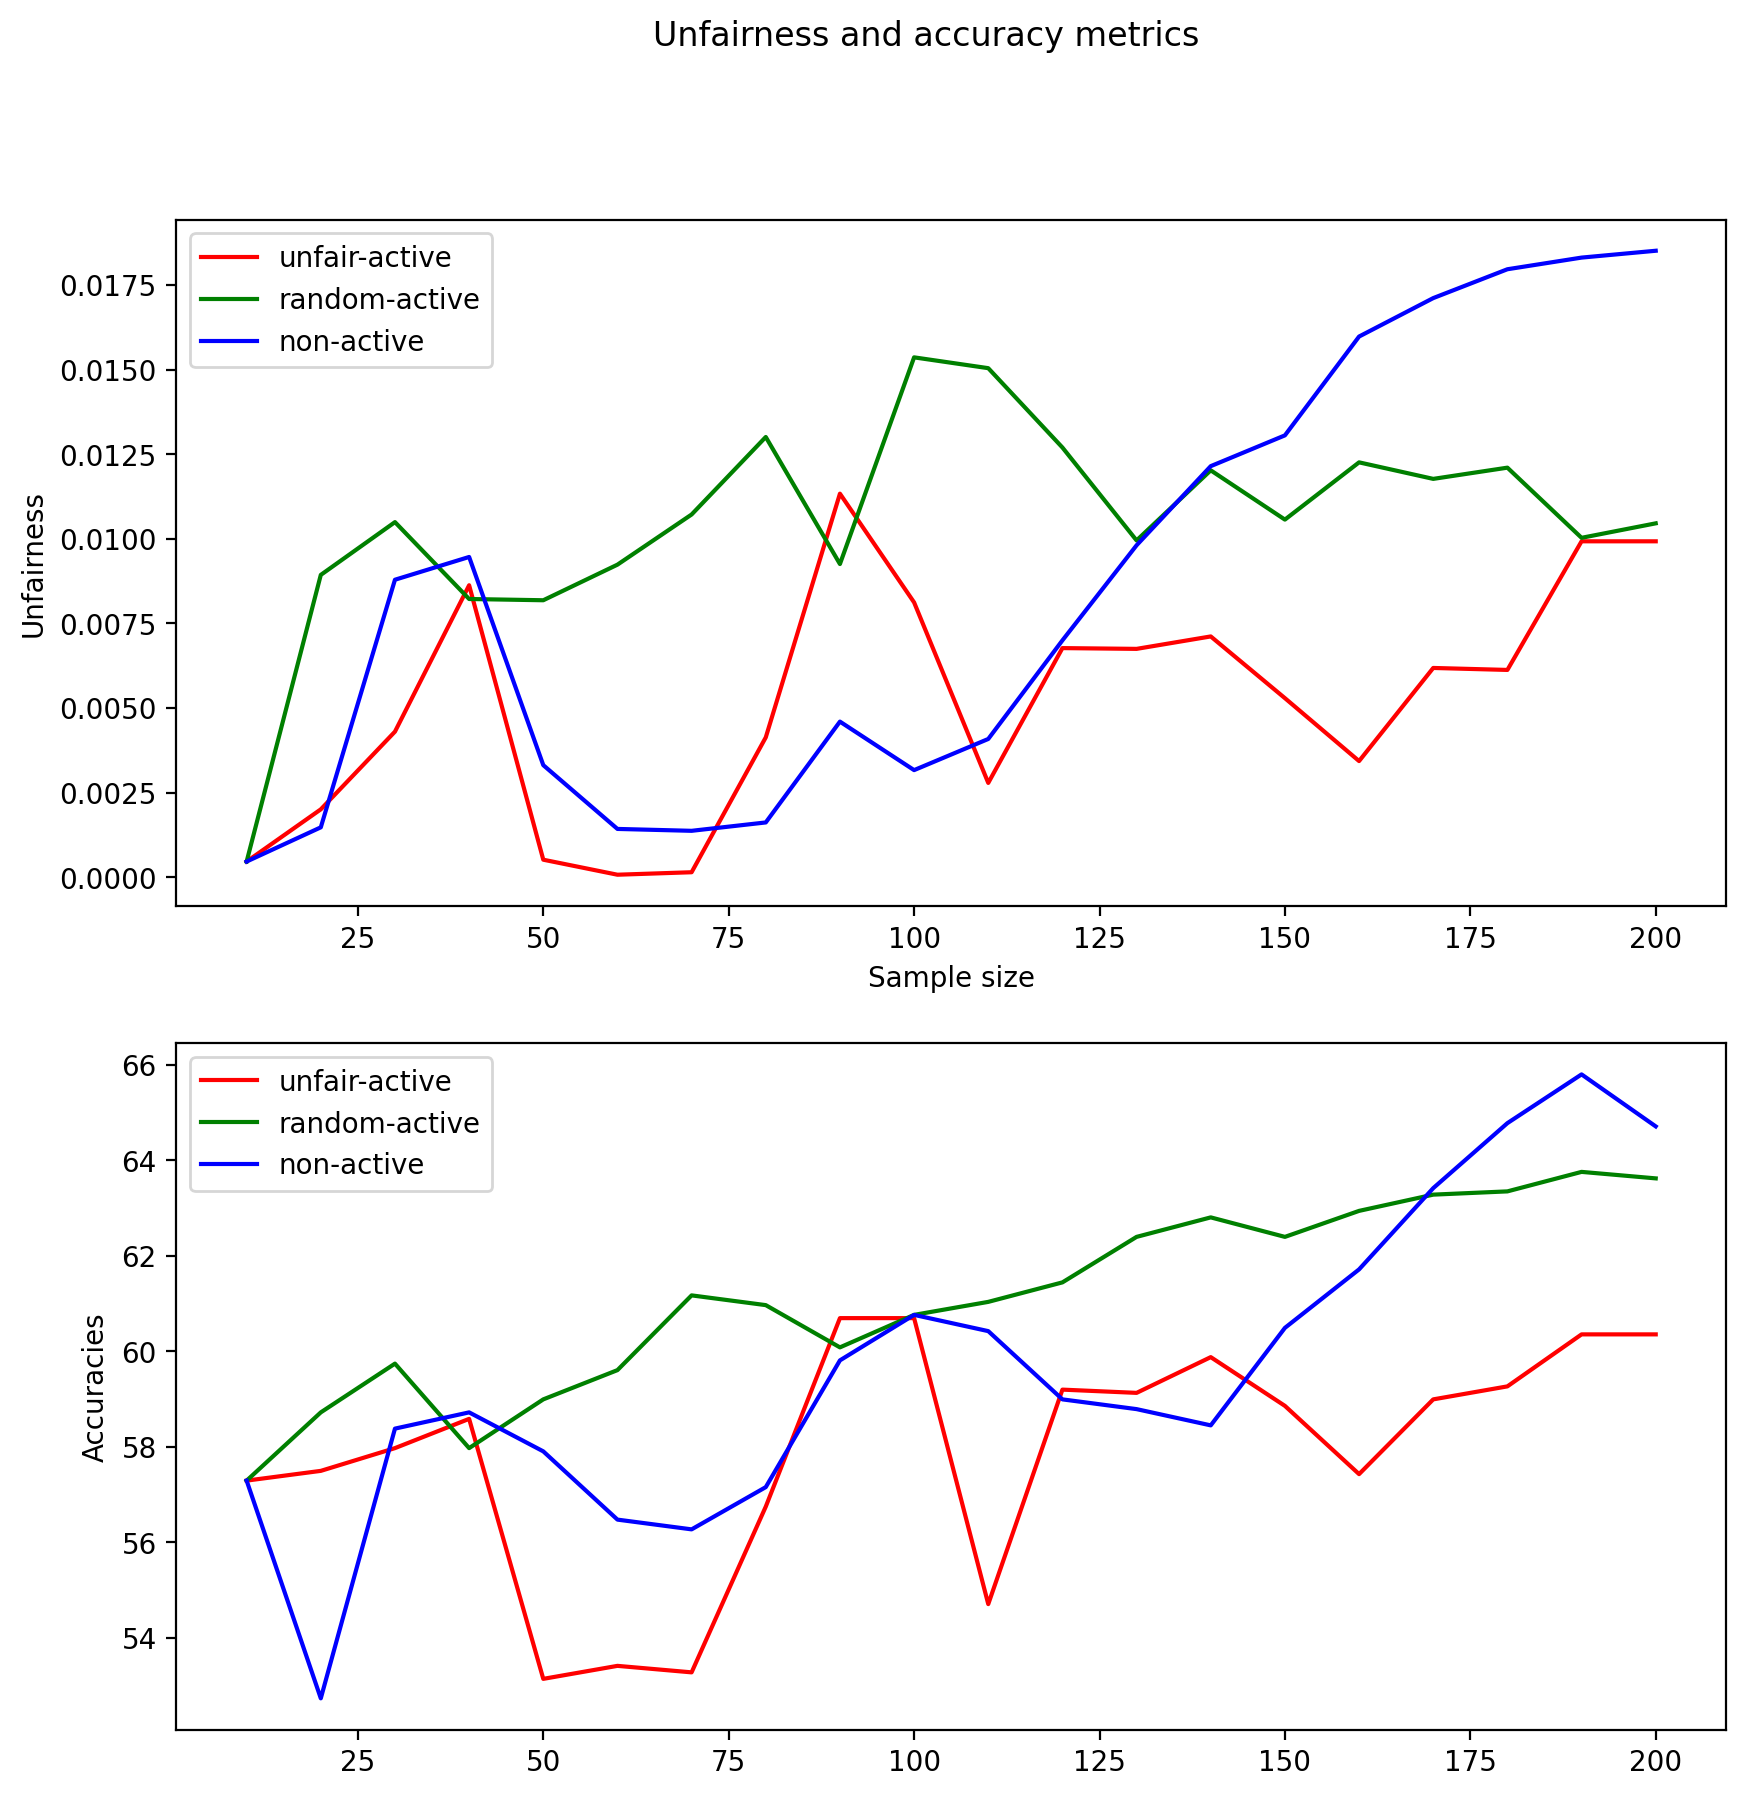 Unfairness and accuracy metrics
unfair-active
random-active
non-active
0.0175
0.0150
0.0125
0.0100
0.0075
0.0050
0.0025
0.0000
Unfairness
25 50 75 100 125 150 175 200
Sample size
unfair-active
random-active
non-active
66
64
62
60
58
56
54
Accuracies
25 50 75 100 125 150 175 200